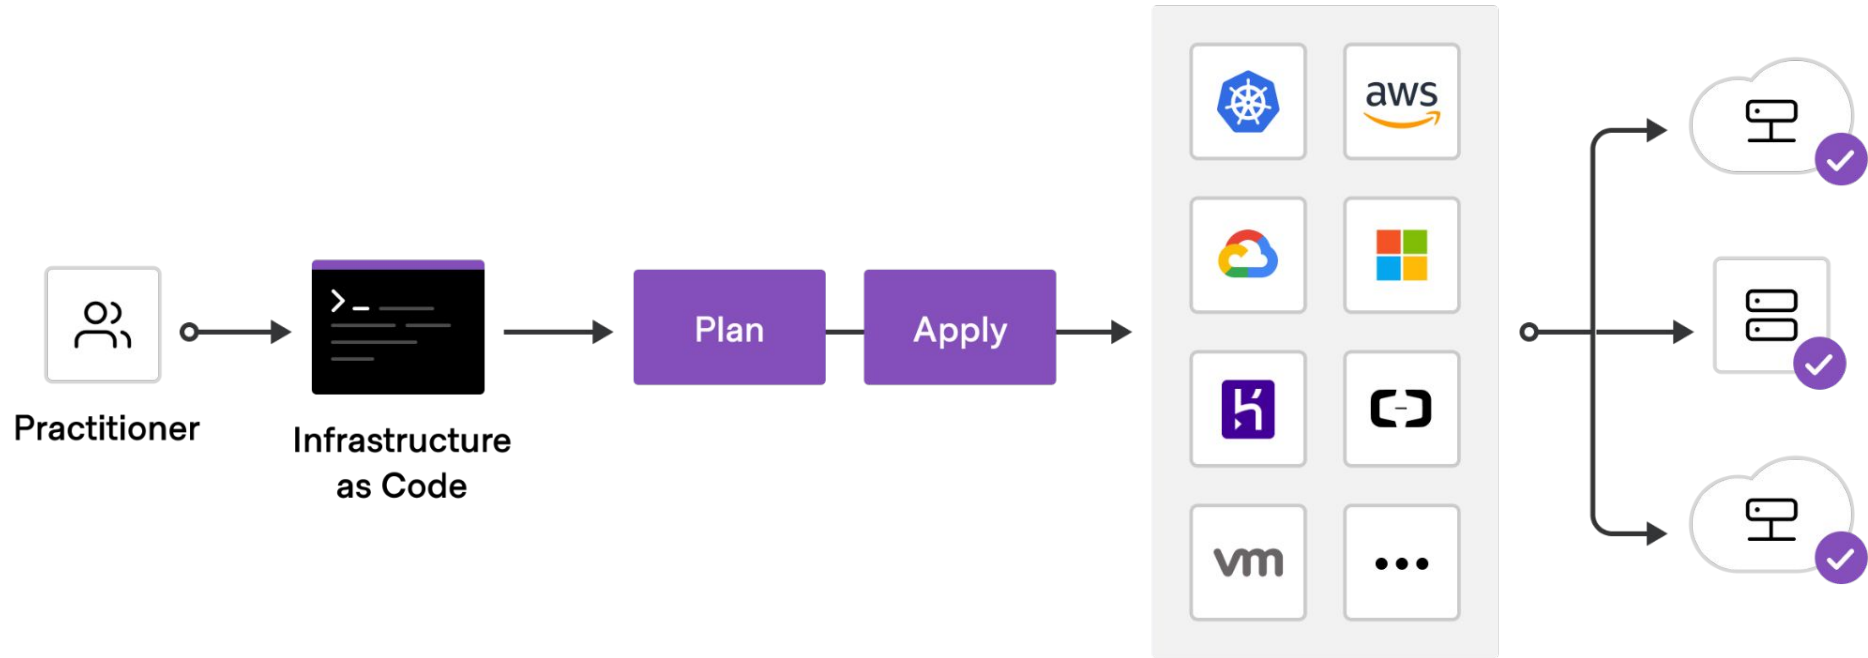 Practitioner
Infrastructure
as Code
Plan
Apply
aws
vm